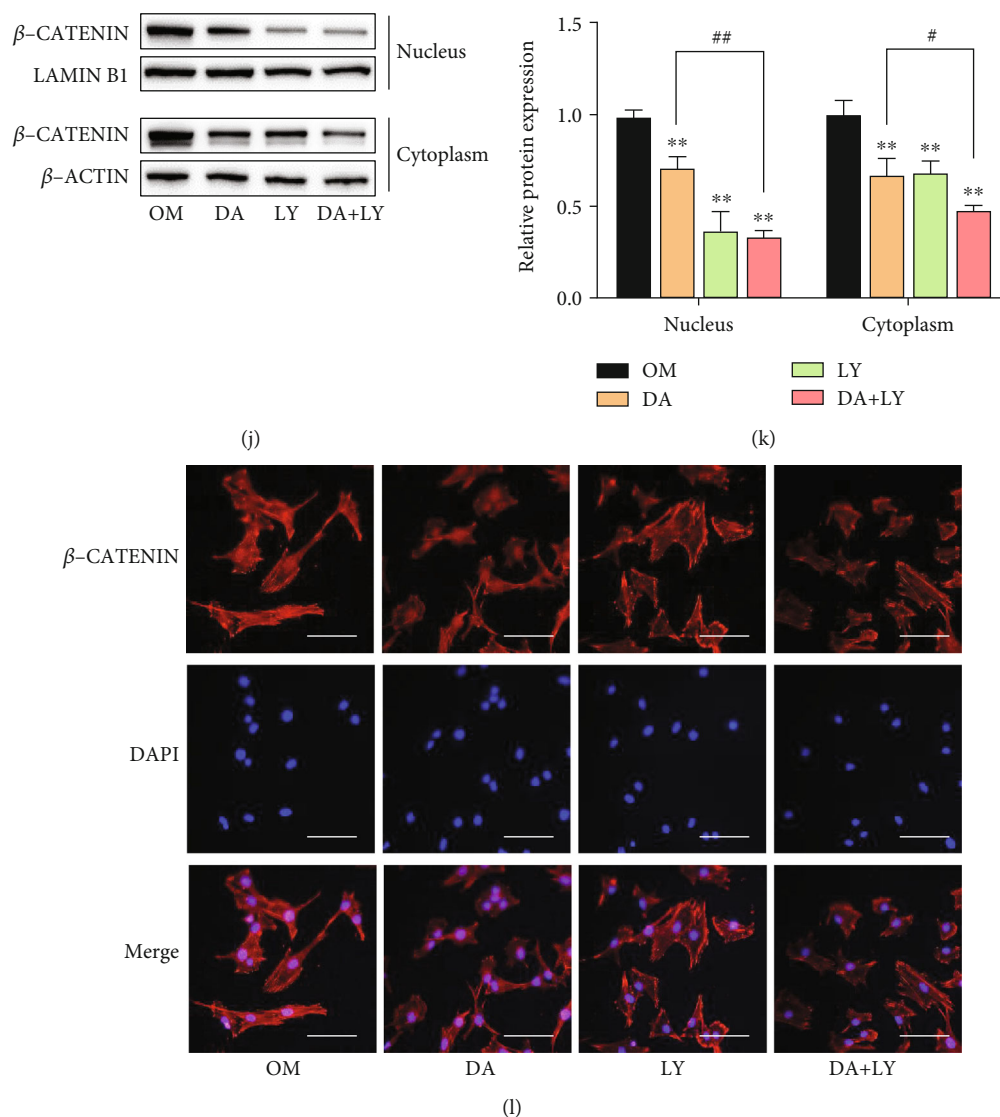 β–CATENIN
LAMIN B1
Nucleus
β–CATENIN
β–ACTIN
Cytoplasm
OM DA LY DA+LY
(j)
Relative protein expression
1.5
1.0
0.5
0.0
##
#
** ** **
** ** **
Nucleus Cytoplasm
OM LY
DA DA+LY
(k)
β–CATENIN
DAPI
Merge
OM DA LY DA+LY
(l)